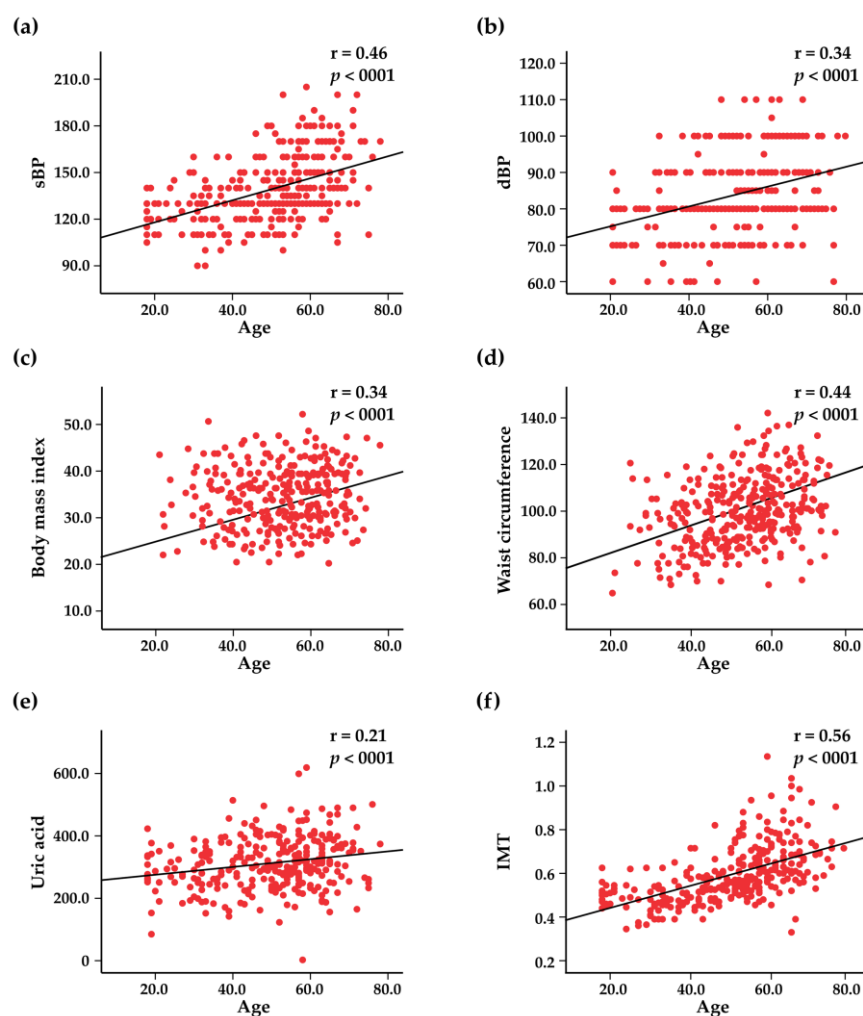 (a)
r = 0.46
p < 0001
210.0
180.0
150.0
120.0
90.0
sBP
20.0 40.0 60.0 80.0
Age
(b)
r = 0.34
p < 0001
120.0
110.0
100.0
90.0
80.0
70.0
60.0
dBP
20.0 40.0 60.0 80.0
Age
(c)
r = 0.34
p < 0001
50.0
40.0
30.0
20.0
10.0
Body mass index
20.0 40.0 60.0 80.0
Age
(d)
r = 0.44
p < 0001
140.0
120.0
100.0
80.0
60.0
Waist circumference
20.0 40.0 60.0 80.0
Age
(e)
r = 0.21
p < 0001
600.0
400.0
200.0
0
Uric acid
20.0 40.0 60.0 80.0
Age
(f)
r = 0.56
p < 0001
1.2
1.0
0.8
0.6
0.4
0.2
IMT
20.0 40.0 60.0 80.0
Age